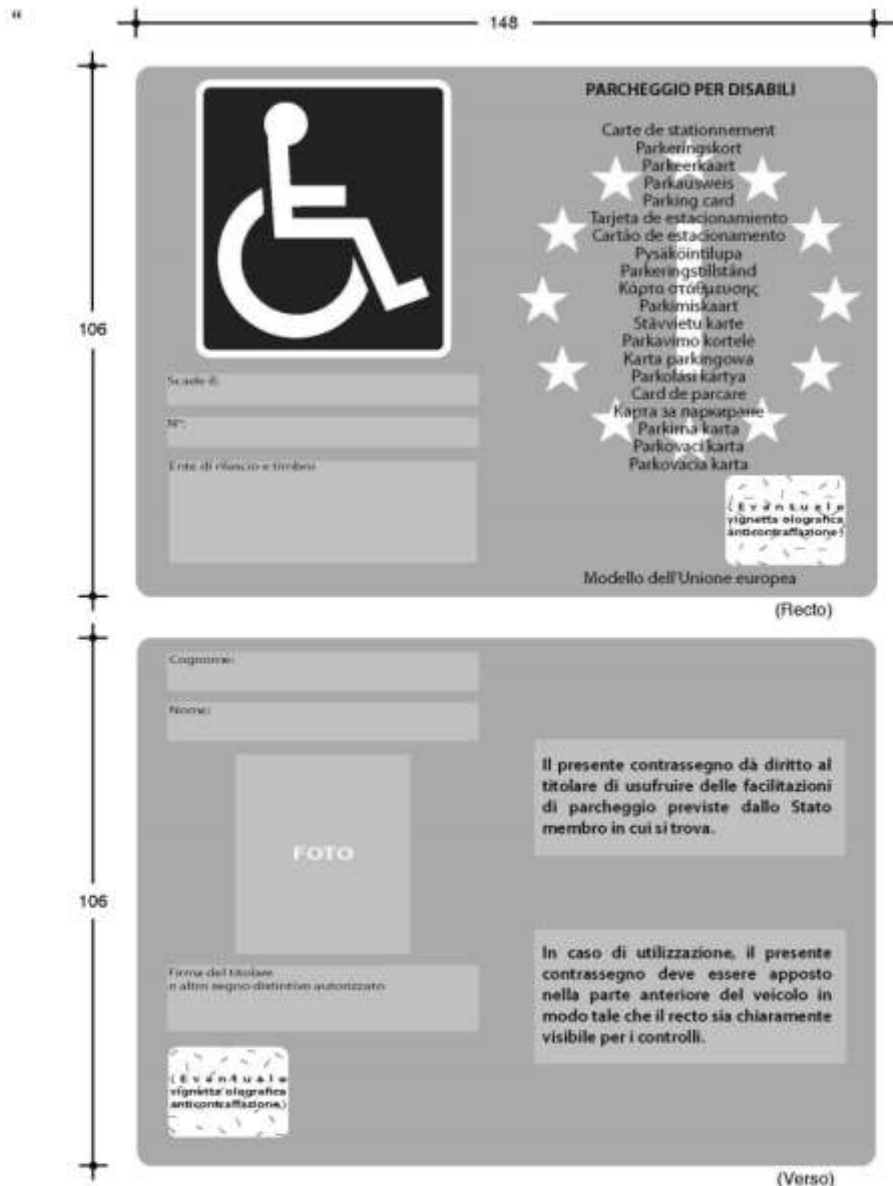 “
148
106
PARCHEGGIO PER DISABILI
Carte de stationnement
Parkeringskort
Parkeerkaart
Parkausweis
Parking card
Tarjeta de estacionamiento
Cartão de estacionamento
Pysäköintilupa
Parkeringstillstånd
Κάρτα στάθμευσης
Parkimiskaart
Stāvvietu karte
Parkavimo kortelė
Karta parkingowa
Parkolási kártya
Card de parcare
Карта за паркиране
Parkirna karta
Parkovací karta
Parkovacia karta
Scade il:
N°:
Ente di rilascio e timbro
(Eventuale
vignetta olografica
anticontraffazione)
Modello dell'Unione europea
(Recto)
106
Cognome:
Nome:
FOTO
Firma del titolare
o altro segno distintivo autorizzato
(Eventuale
vignetta olografica
anticontraffazione)
Il presente contrassegno dà diritto al
titolare di usufruire delle facilitazioni
di parcheggio previste dallo Stato
membro in cui si trova.
In caso di utilizzazione, il presente
contrassegno deve essere apposto
nella parte anteriore del veicolo in
modo tale che il recto sia chiaramente
visibile per i controlli.
(Verso)